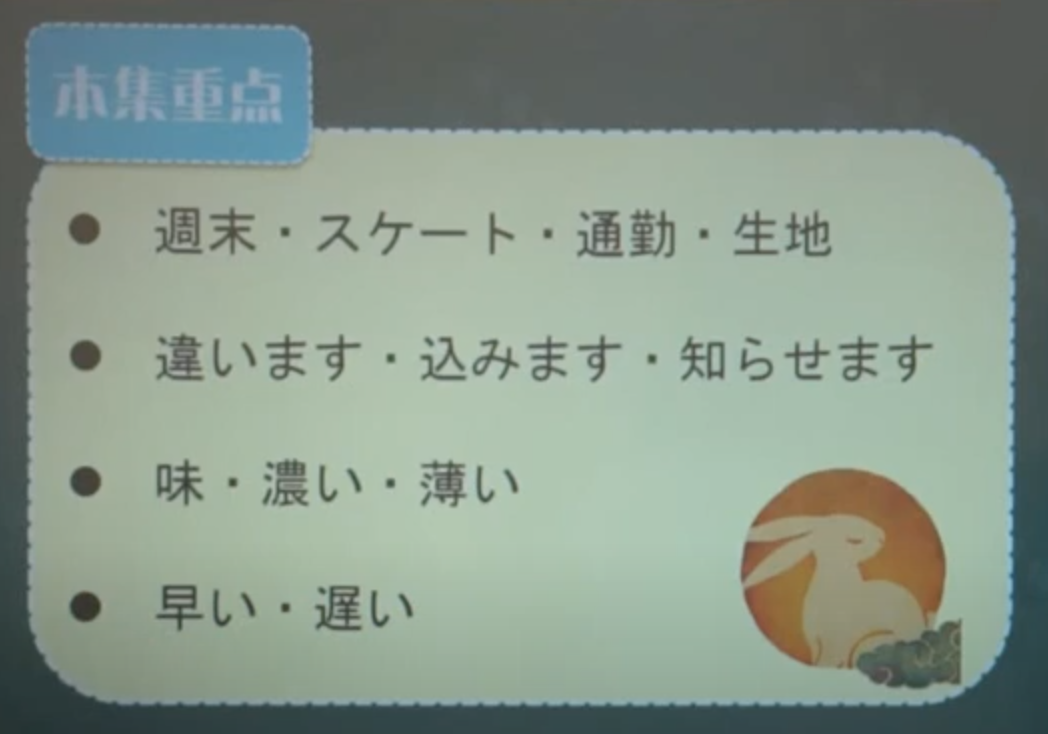 本集重点
● 週末・スケート・通勤・生地
● 違います・込みます・知らせます
● 味・濃い・薄い
● 早い・遅い